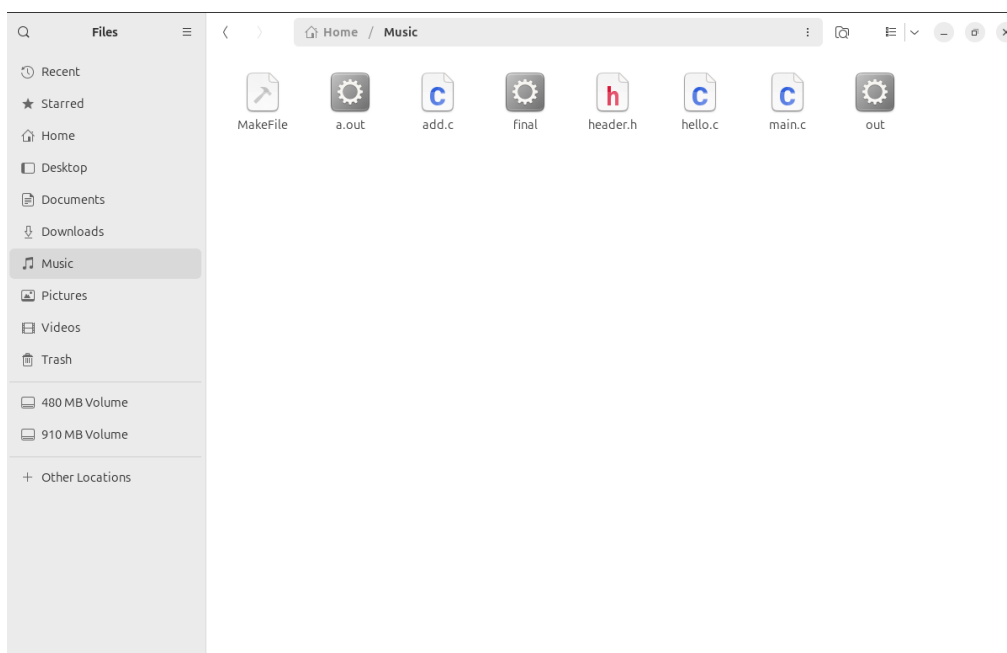 Files
Home / Music
Recent
Starred
Home
Desktop
Documents
Downloads
Music
Pictures
Videos
Trash
480 MB Volume
910 MB Volume
Other Locations
MakeFile a.out add.c final header.h hello.c main.c out
c h c c